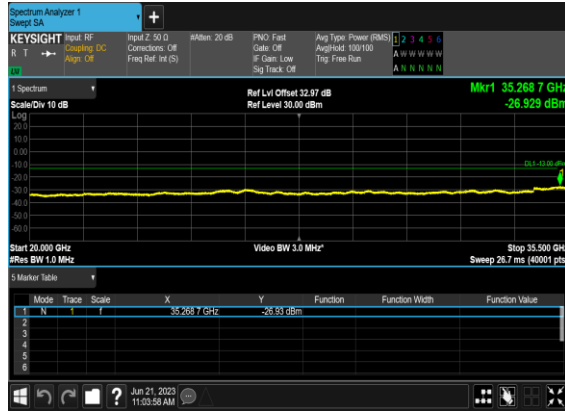 Spectrum Analyzer 1
Swept SA
+
KEYSIGHT
R T
LXI
Input: RF
Coupling: DC
Align: Off
Input Z: 50 Ω
Corrections: Off
Freq Ref: Int (S)
#Atten: 20 dB
PNO: Fast
Gate: Off
IF Gain: Low
Sig Track: Off
Avg Type: Power (RMS)
Avg|Hold: 100/100
Trig: Free Run
1 2 3 4 5 6
A W W W W W
A N N N N N
1 Spectrum
Scale/Div 10 dB
Ref Lvl Offset 32.97 dB
Ref Level 30.00 dBm
Mkr1 35.268 7 GHz
-26.929 dBm
Log
20.0
10.0
0.00
-10.0
-20.0
-30.0
-40.0
-50.0
-60.0
DL1 -13.00 dBm
1
Start 20.000 GHz
#Res BW 1.0 MHz
Video BW 3.0 MHz*
Stop 35.500 GHz
Sweep 26.7 ms (40001 pts)
5 Marker Table
Mode Trace Scale X Y Function Function Width Function Value
1 N 1 f 35.268 7 GHz -26.93 dBm
2
3
4
5
6
?
Jun 21, 2023
11:03:58 AM